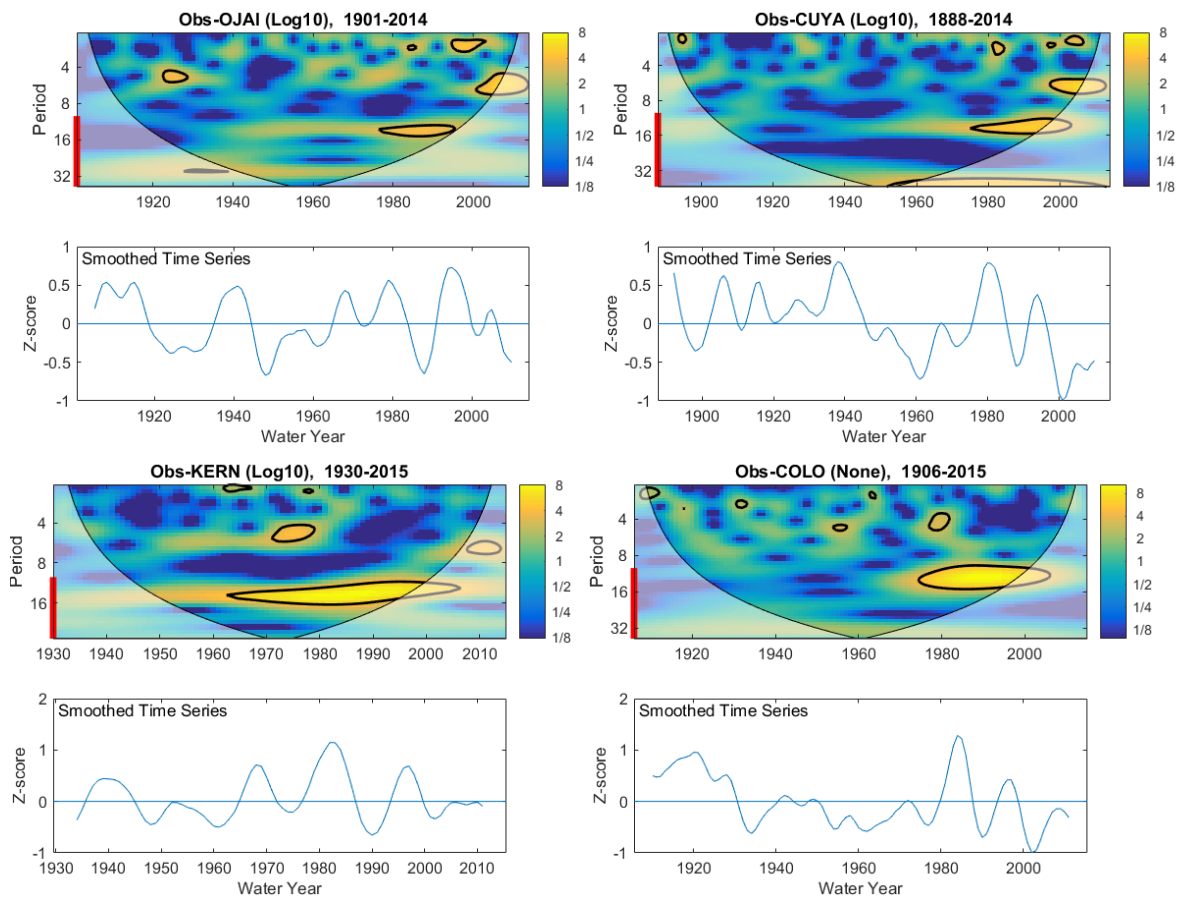 Obs-OJAI (Log10),  1901-2014
Period
4
8
16
32
1920 1940 1960 1980 2000
8
4
2
1
1/2
1/4
1/8
Obs-CUYA (Log10), 1888-2014
Period
4
8
16
32
1900 1920 1940 1960 1980 2000
8
4
2
1
1/2
1/4
1/8
Smoothed Time Series
Z-score
1
0.5
0
-0.5
-1
1920 1940 1960 1980 2000
Water Year
Smoothed Time Series
Z-score
1
0.5
0
-0.5
-1
1900 1920 1940 1960 1980 2000
Water Year
Obs-KERN (Log10),  1930-2015
Period
4
8
16
1930 1940 1950 1960 1970 1980 1990 2000 2010
8
4
2
1
1/2
1/4
1/8
Obs-COLO (None),  1906-2015
Period
4
8
16
32
1920 1940 1960 1980 2000
8
4
2
1
1/2
1/4
1/8
Smoothed Time Series
Z-score
2
1
0
-1
1930 1940 1950 1960 1970 1980 1990 2000 2010
Water Year
Smoothed Time Series
Z-score
2
1
0
-1
1920 1940 1960 1980 2000
Water Year